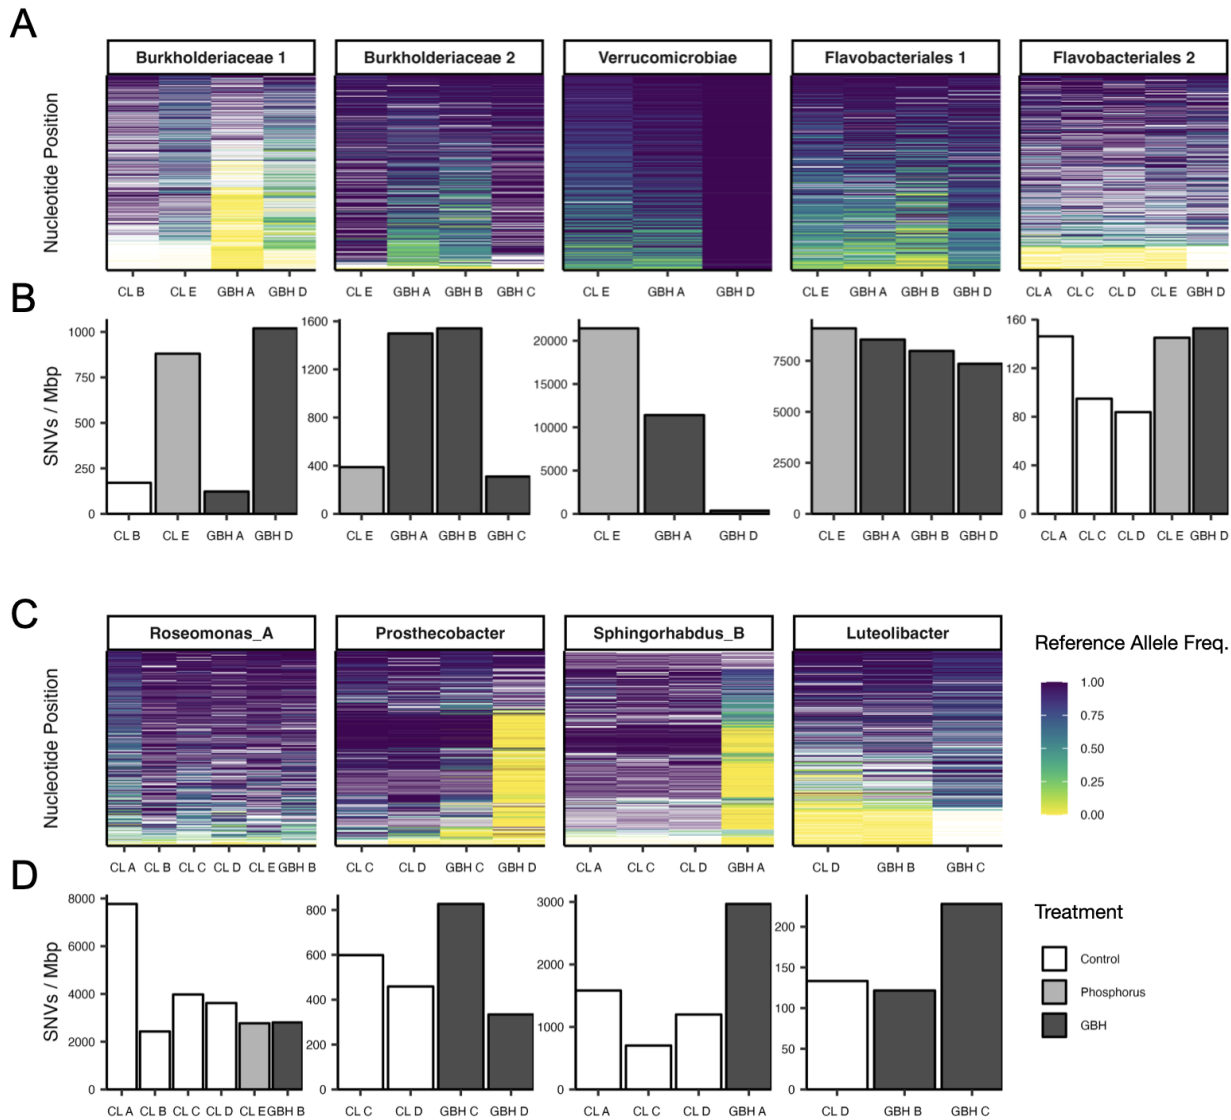 A
Burkholderiaceae 1 Burkholderiaceae 2 Verrucomicrobiae Flavobacteriales 1 Flavobacteriales 2
Nucleotide Position
CL B CL E GBH A GBH D CL E GBH A GBH B GBH C CL E GBH A GBH D CL E GBH A GBH B GBH D CL A CL C CL D CL E GBH D
B
SNVs / Mbp
1000 750 500 250 0
1600 1200 800 400 0
20000 15000 10000 5000 0
7500 5000 2500 0
160 120 80 40 0
CL B CL E GBH A GBH D CL E GBH A GBH B GBH C CL E GBH A GBH D CL E GBH A GBH B GBH D CL A CL C CL D CL E GBH D
C
Roseomonas_A Prosthecobacter Sphingorhabdus_B Luteolibacter
Nucleotide Position
CL A CL B CL C CL D CL E GBH B CL C CL D GBH C GBH D CL A CL C CL D GBH A CL D GBH B GBH C
Reference Allele Freq.
1.00
0.75
0.50
0.25
0.00
D
SNVs / Mbp
8000 6000 4000 2000 0
800 600 400 200 0
3000 2000 1000 0
200 150 100 50 0
CL A CL B CL C CL D CL E GBH B CL C CL D GBH C GBH D CL A CL C CL D GBH A CL D GBH B GBH C
Treatment
Control
Phosphorus
GBH